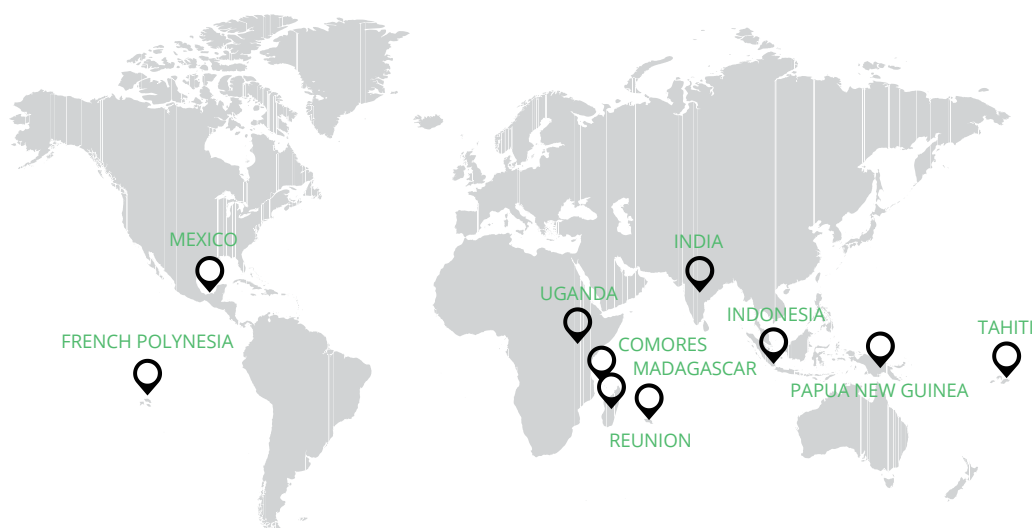 MEXICO
INDIA
UGANDA
INDONESIA
TAHITI
FRENCH POLYNESIA
COMORES
MADAGASCAR
PAPUA NEW GUINEA
REUNION